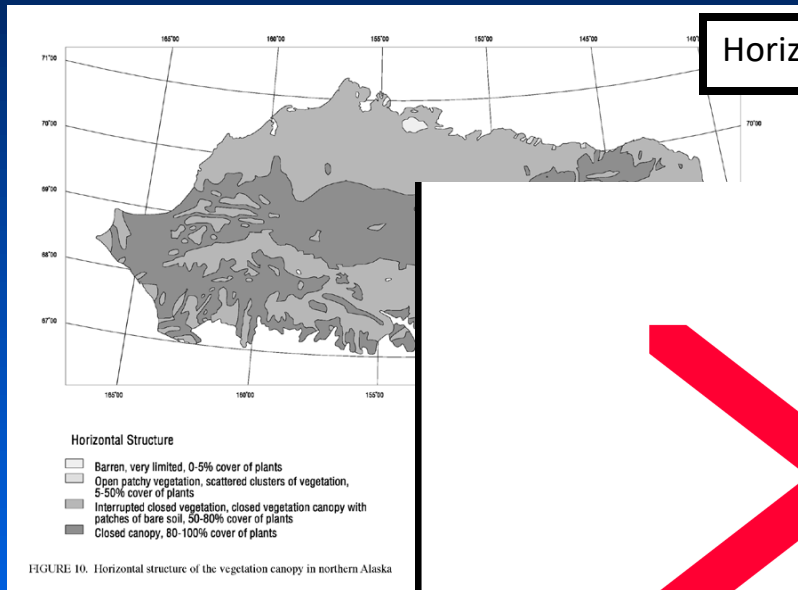 Horiz
165°00 160°00 155°00 150°00 145°00 140°
71°00
70°00 70°00
69°00
68°00
67°00
165°00 160°00 155°00
Horizontal Structure
Barren, very limited, 0-5% cover of plants
Open patchy vegetation, scattered clusters of vegetation,
5-50% cover of plants
Interrupted closed vegetation, closed vegetation canopy with
patches of bare soil, 50-80% cover of plants
Closed canopy, 80-100% cover of plants
FIGURE 10. Horizontal structure of the vegetation canopy in northern Alaska